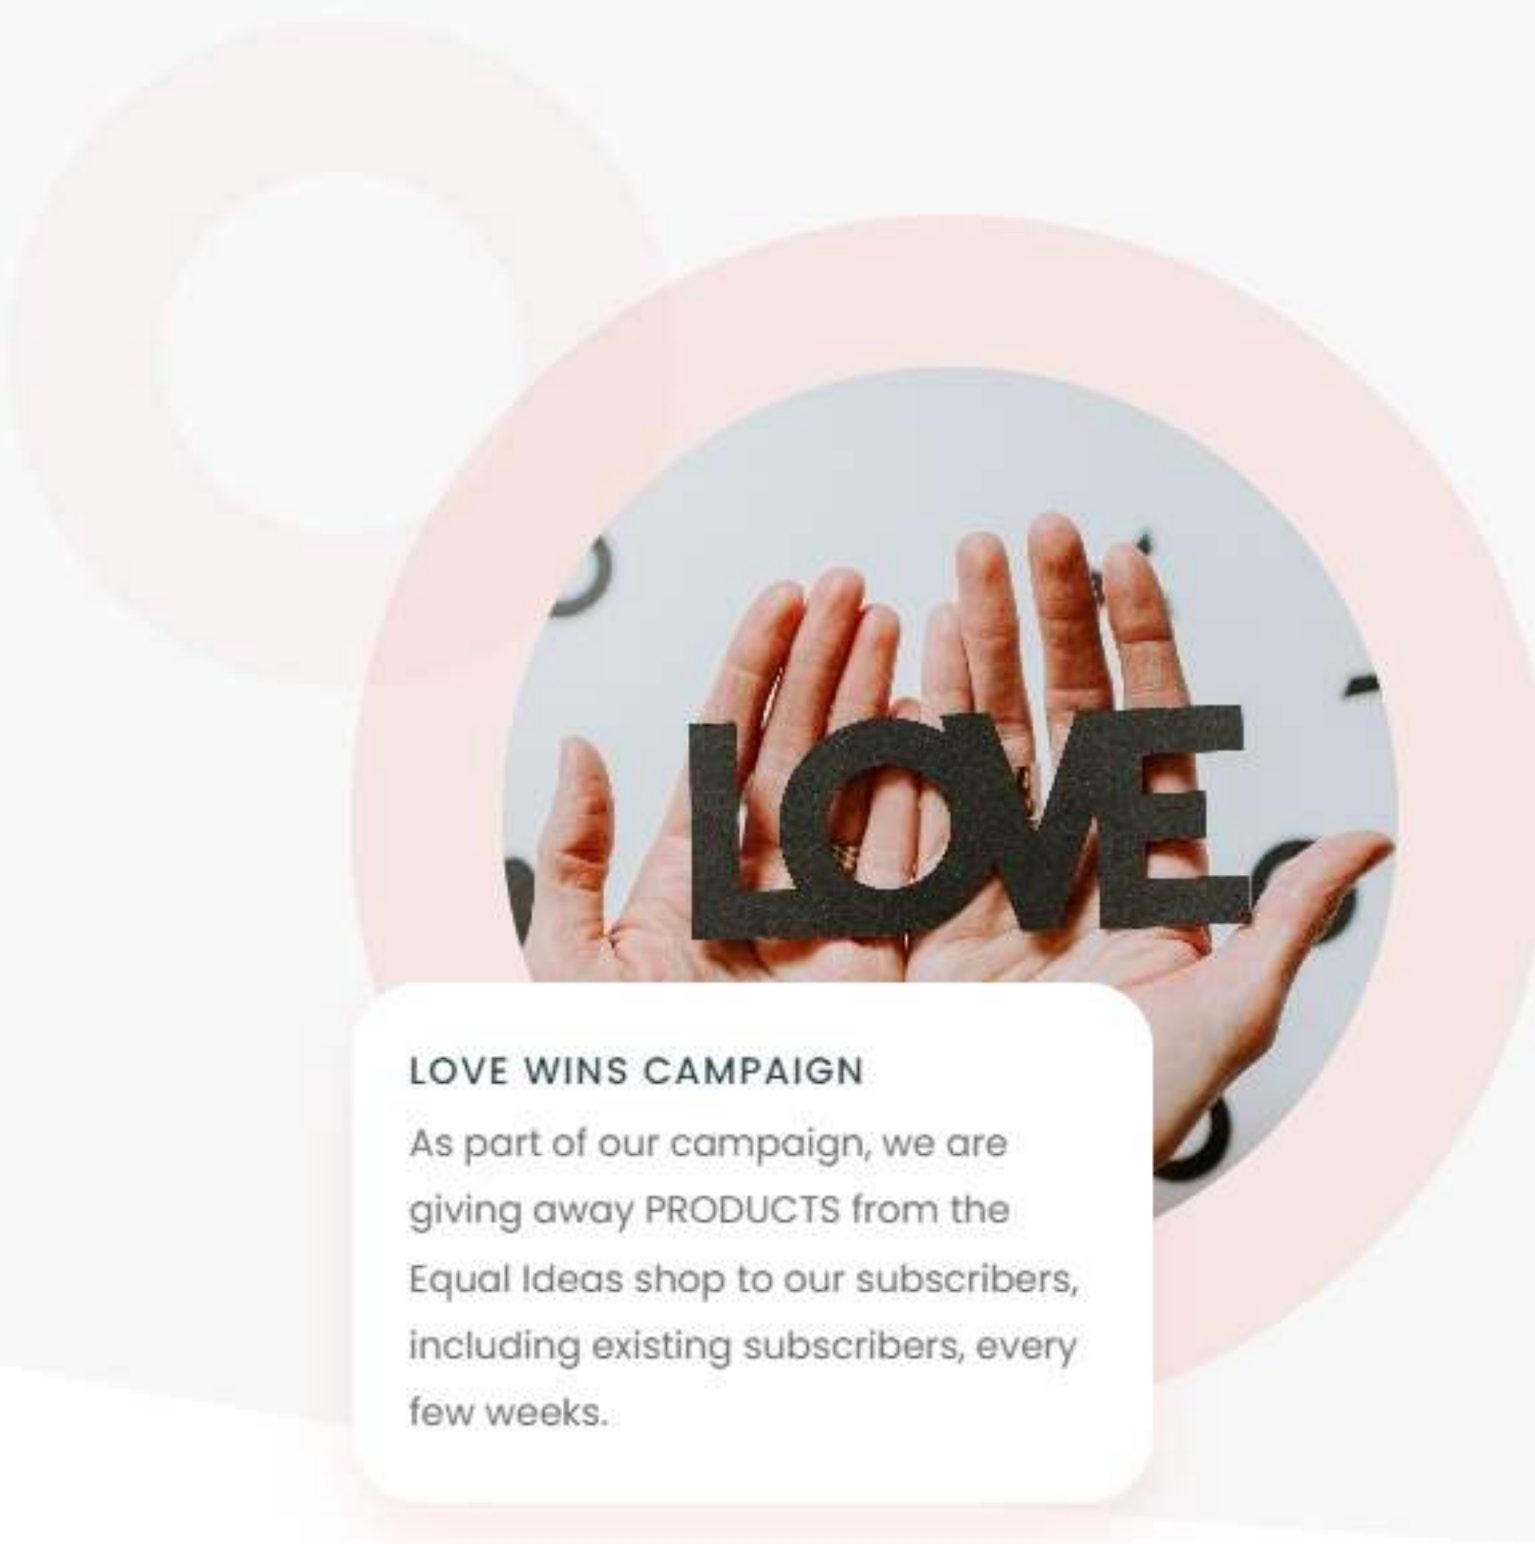 LOVE
LOVE WINS CAMPAIGN
As part of our campaign, we are
giving away PRODUCTS from the
Equal Ideas shop to our subscribers,
including existing subscribers, every
few weeks.